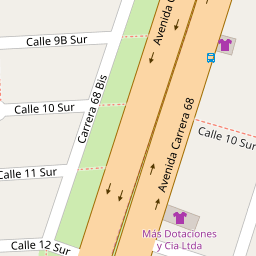 Avenida C
Calle 9B Sur
Carrera 68 Bis
Calle 10 Sur
Avenida Carrera 68
Calle 10 Sur
Calle 11 Sur
Más Dotaciones
y Cia Ltda
Calle 12 Sur